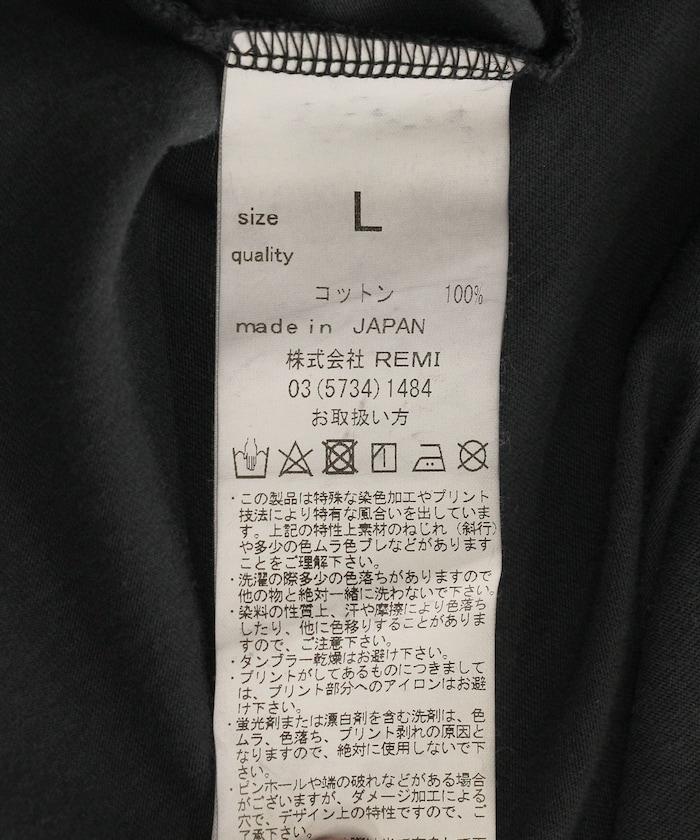 size L
quality
コットン 100%
made in JAPAN
株式会社 REMI
03(5734)1484
お取扱い方
・この製品は特殊な染色加工やプリント
技法により特有な風合いを出していま
す。上記の特性上素材のねじれ（斜行）
や多少の色ムラ色ブレなどがあります
ことをご理解下さい。
・洗濯の際多少の色落ちがありますので
他の物と絶対一緒に洗わないで下さい。
・染料の性質上、汗や摩擦により色落ち
したり、他に色移りすることがありま
すので、ご注意下さい。
・タンブラー乾燥はお避け下さい。
・プリントがしてあるものにつきまして
は、プリント部分へのアイロンはお避
け下さい。
・蛍光剤または漂白剤を含む洗剤は、色
ムラ、色落ち、プリント剥れの原因と
なりますので、絶対に使用しないで下
さい。
・ピンホールや端の破れなどがある場合
がございますが、ダメージ加工による
穴で、デザイン上の特性ですので、ご
了承下さい。